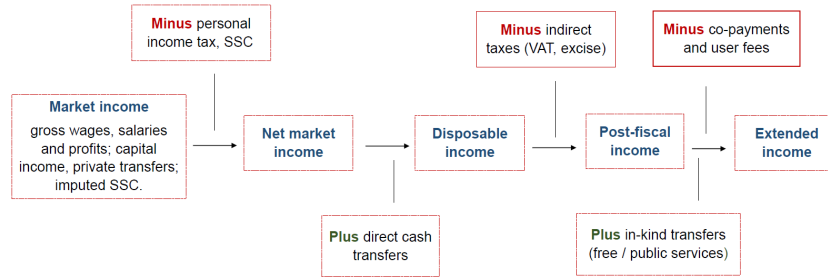 Minus personal
income tax, SSC
Minus indirect
taxes (VAT, excise)
Minus co-payments
and user fees
Market income
gross wages, salaries
and profits; capital
income, private transfers;
imputed SSC.
Net market
income
Disposable
income
Post-fiscal
income
Extended
income
Plus direct cash
transfers
Plus in-kind transfers
(free / public services)